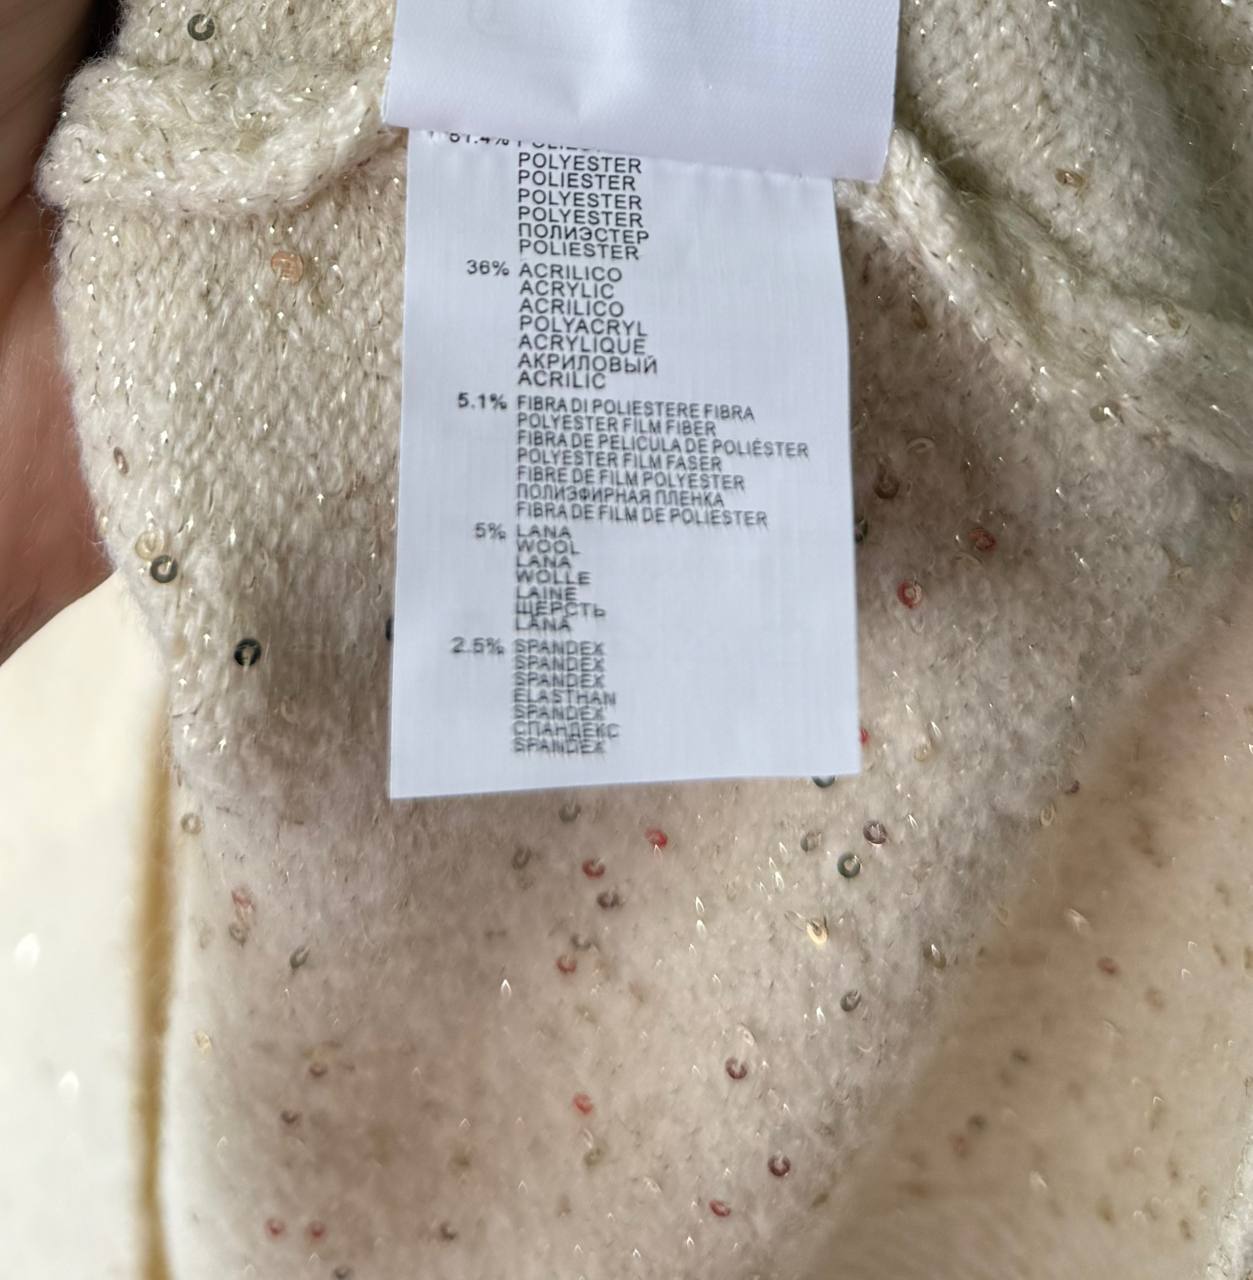 51.4% POLIESTERE
POLYESTER
POLIESTER
POLYESTER
POLYESTER
ПОЛИЭСТЕР
POLIESTER
36% ACRILICO
ACRYLIC
ACRILICO
POLYACRYL
ACRYLIQUE
АКРИЛОВЫЙ
ACRILIC
5.1% FIBRA DI POLIESTERE FIBRA
POLYESTER FILM FIBER
FIBRA DE PELICULA DE POLIÉSTER
POLYESTER FILM FASER
FIBRE DE FILM POLYESTER
ПОЛИЭФИРНАЯ ПЛЕНКА
FIBRA DE FILM DE POLIESTER
5% LANA
WOOL
LANA
WOLLE
LAINE
ШЕРСТЬ
LANA
2.5% SPANDEX
SPANDEX
SPANDEX
ELASTHAN
SPANDEX
СПАНДЕКС
SPANDEX